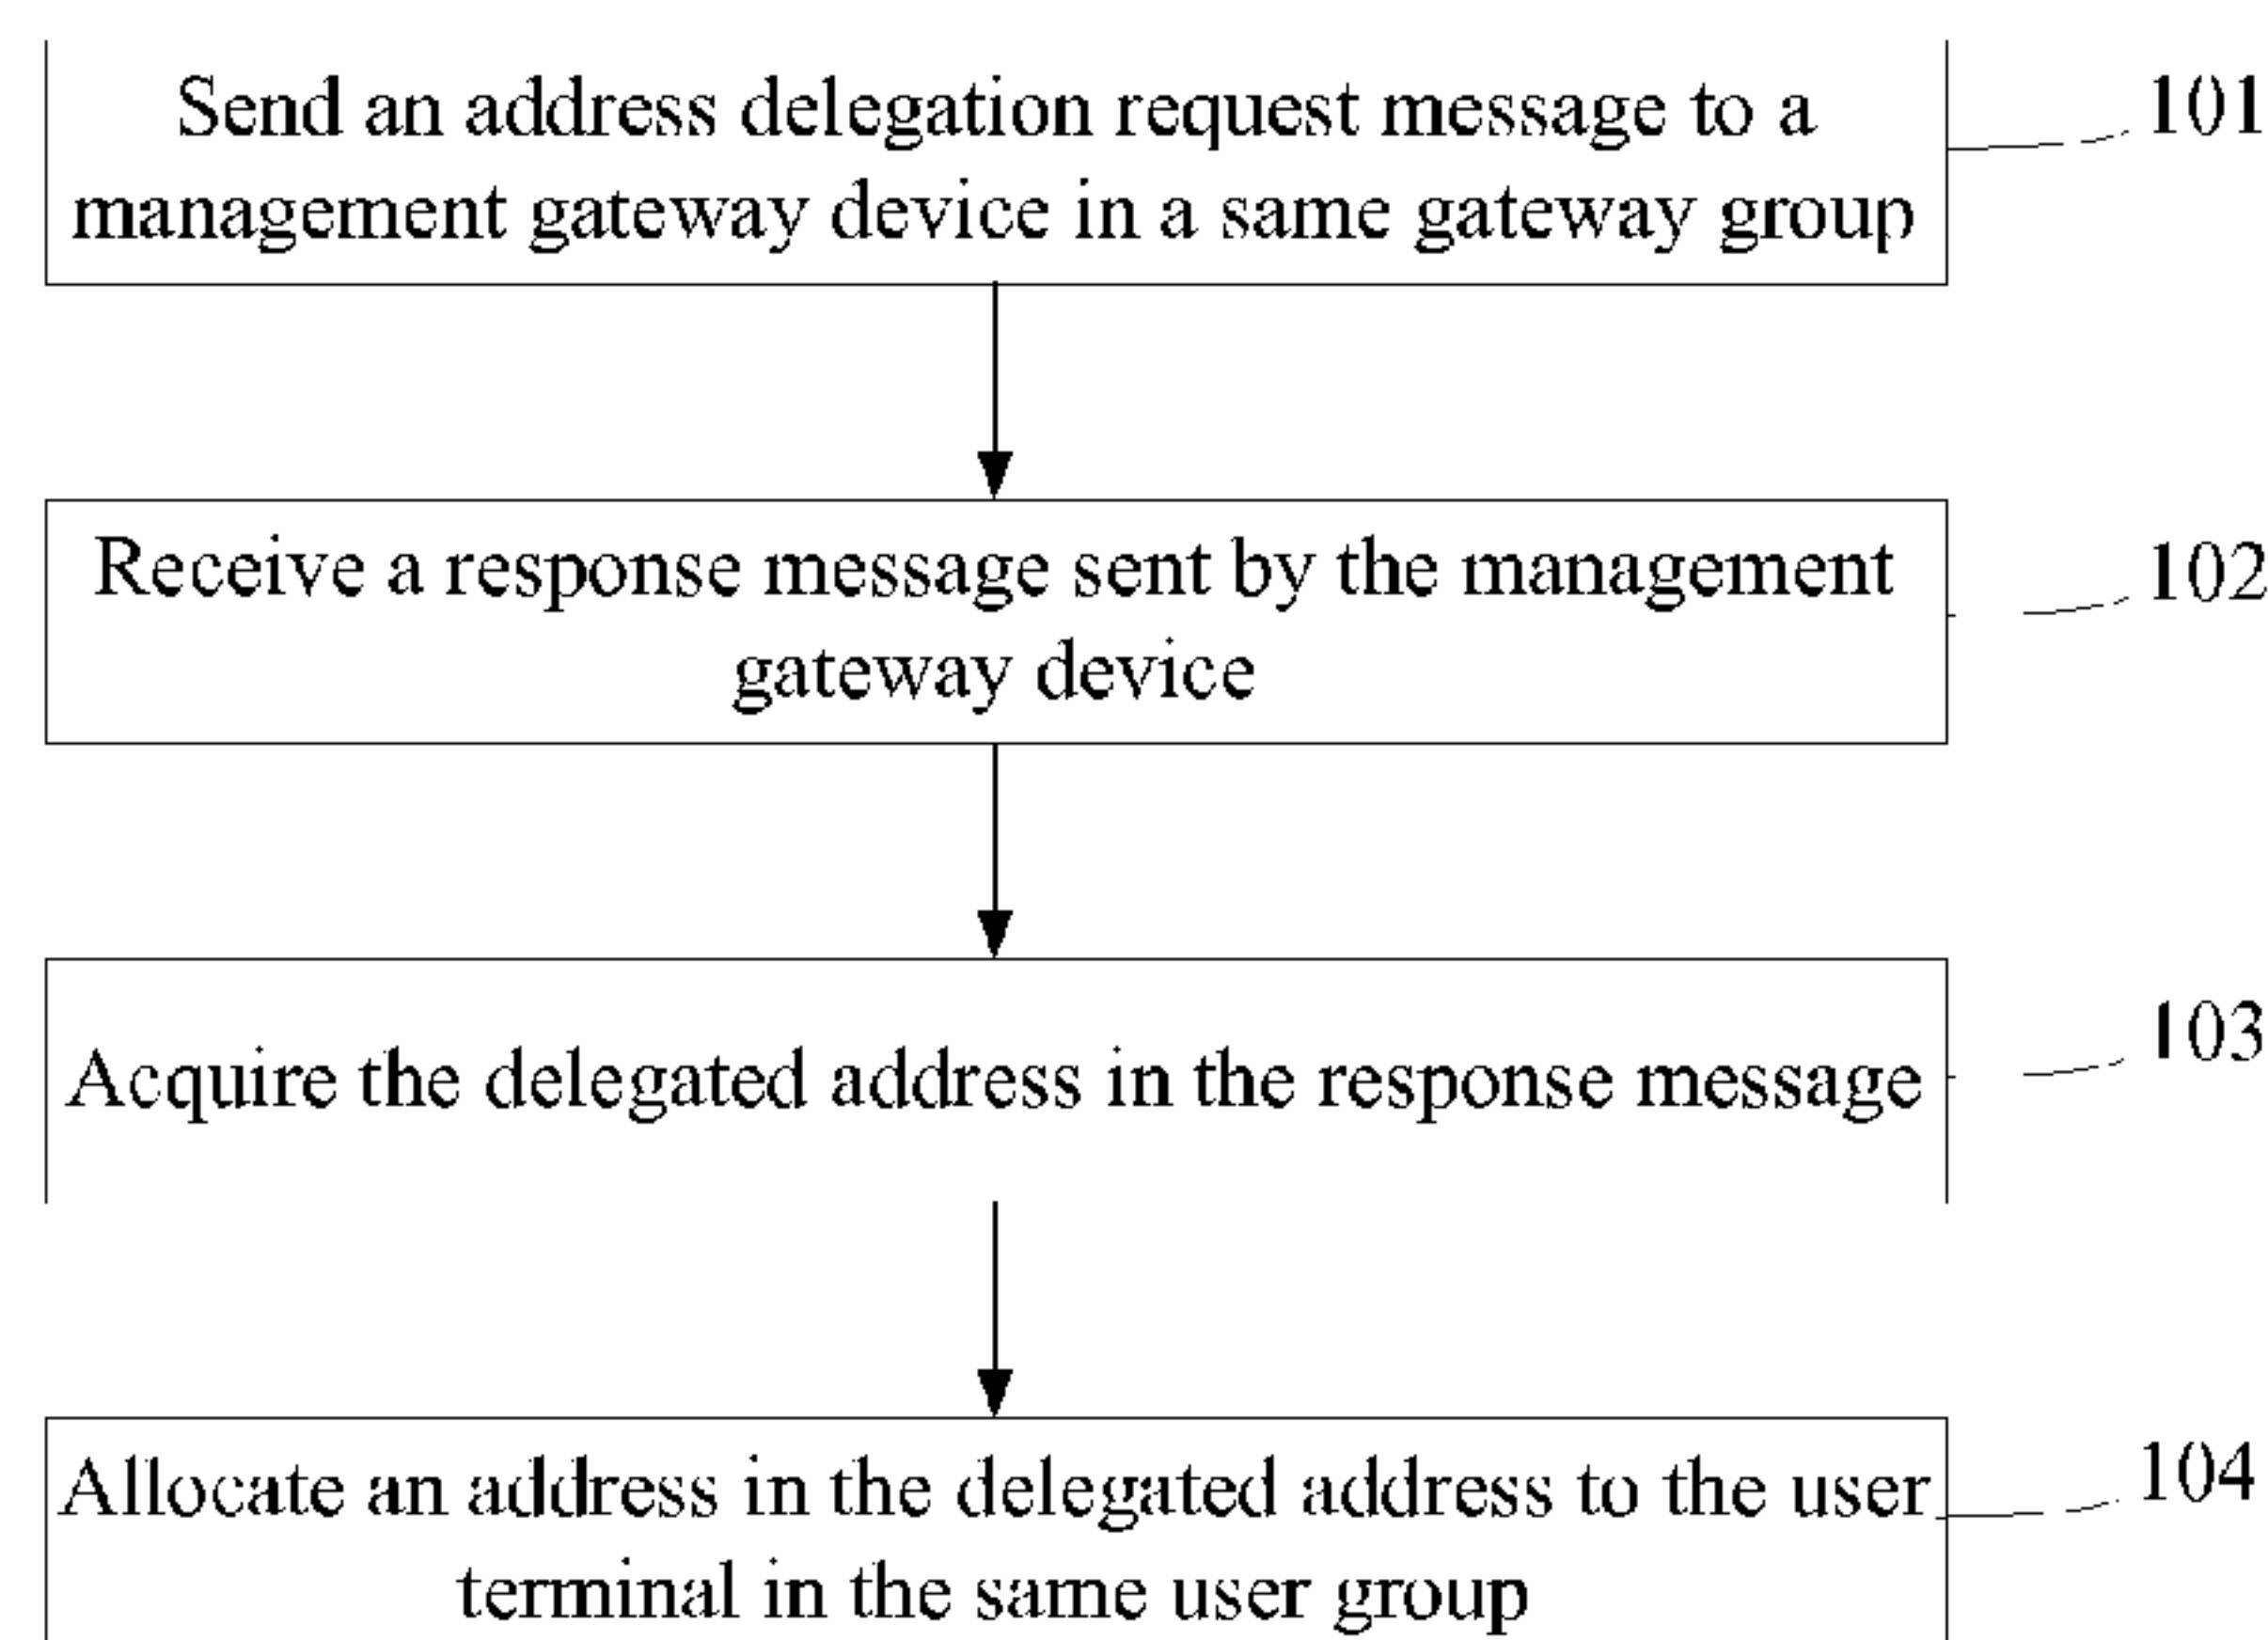 Send an address delegation request message to a
101
management gateway device in a same gateway group
Receive a response message sent by the management
102
gateway device
Acquire the delegated address in the response message
103
Allocate an address in the delegated address to the user
104
terminal in the same user group